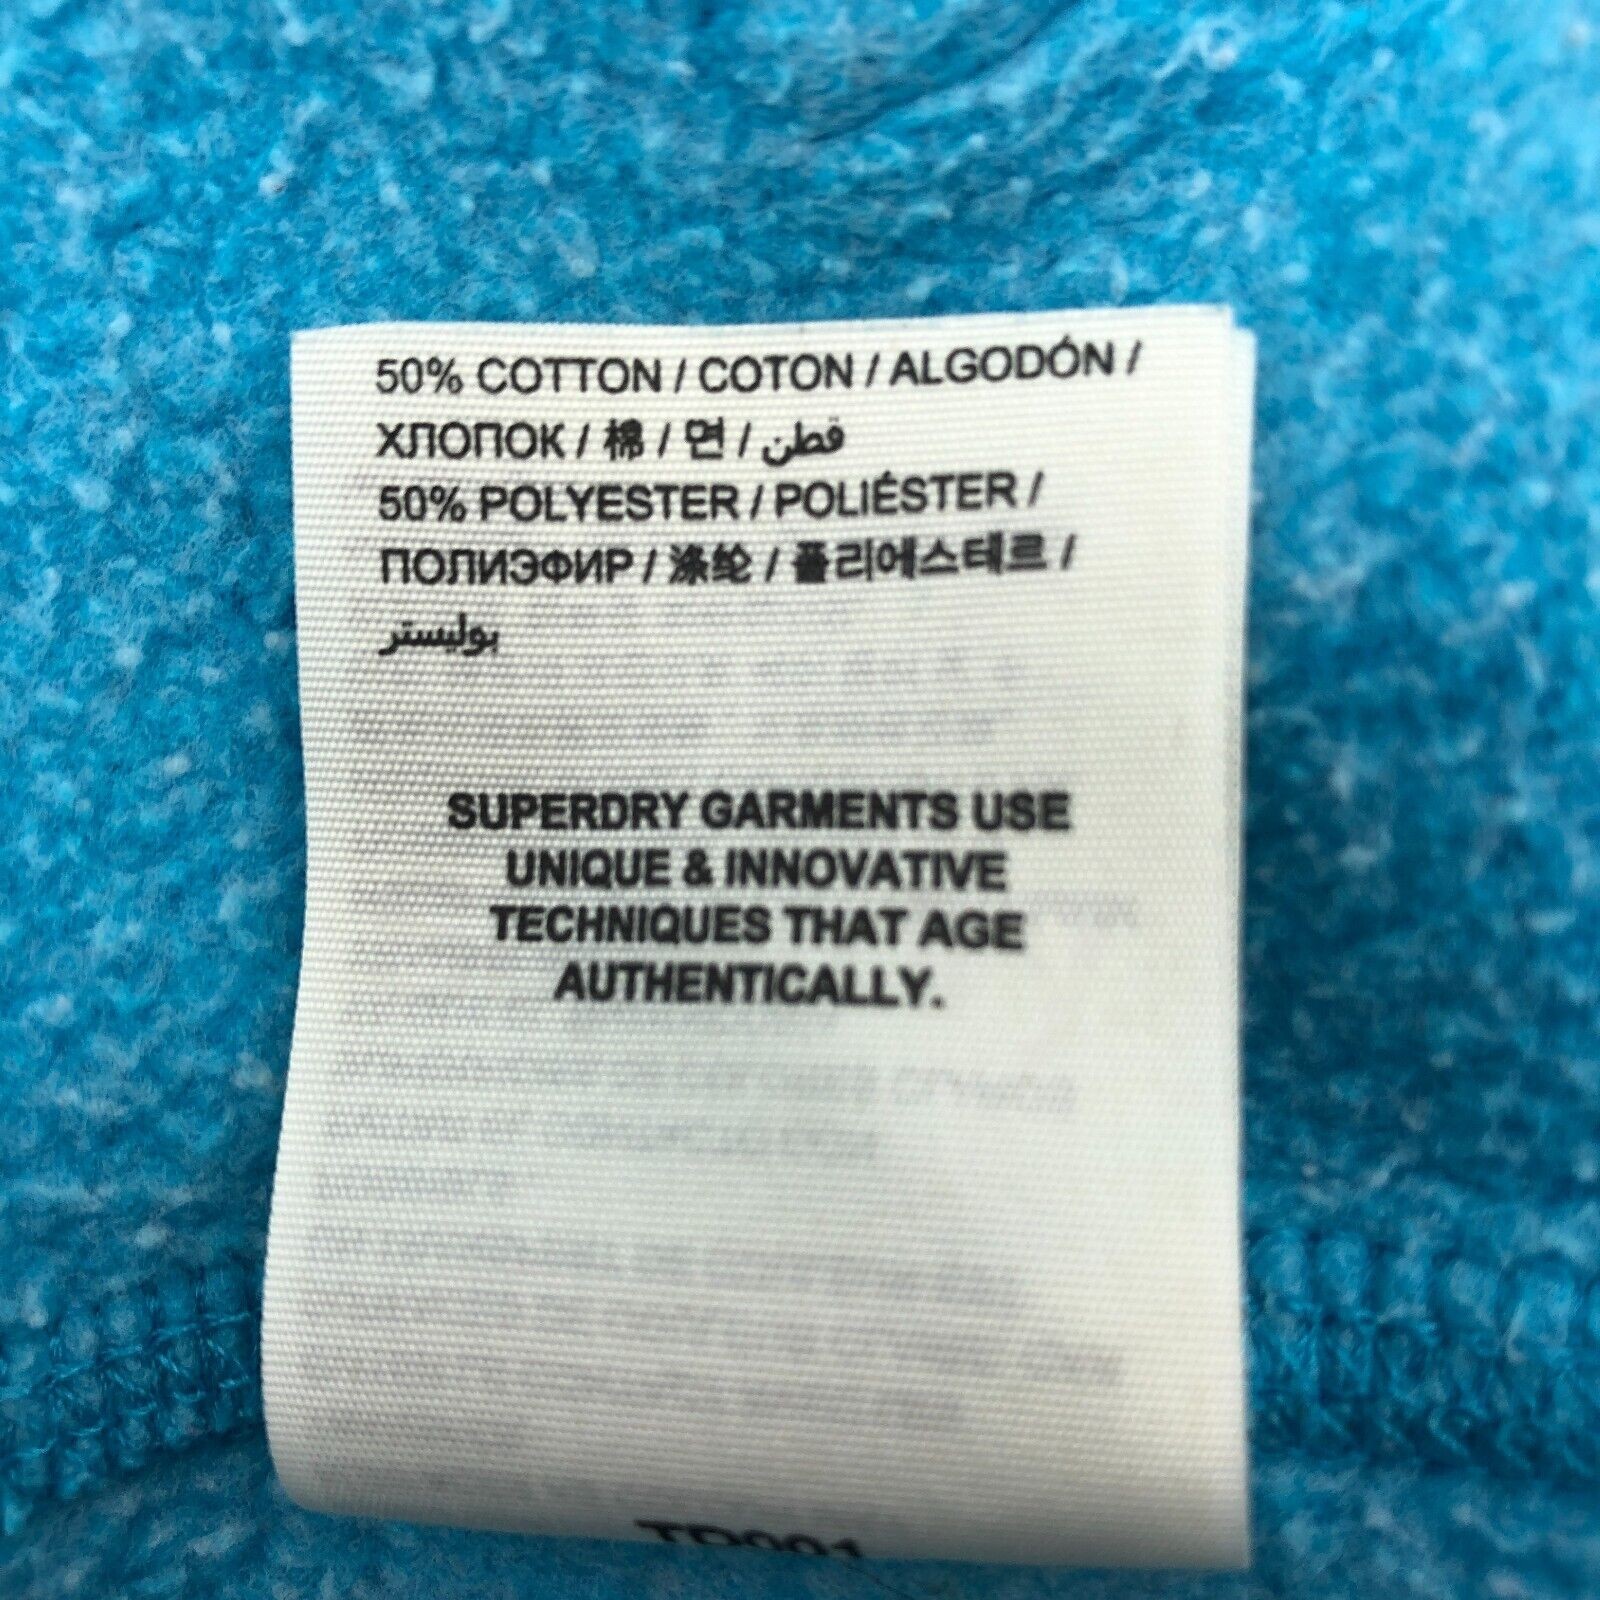 50% COTTON / COTON / ALGODÓN /
ХЛОПОК / 棉 / 면 / قطن
50% POLYESTER / POLIÉSTER /
ПОЛИЭФИР / 涤纶 / 폴리에스테르 /
بوليستر
SUPERDRY GARMENTS USE
UNIQUE & INNOVATIVE
TECHNIQUES THAT AGE
AUTHENTICALLY.
TD001